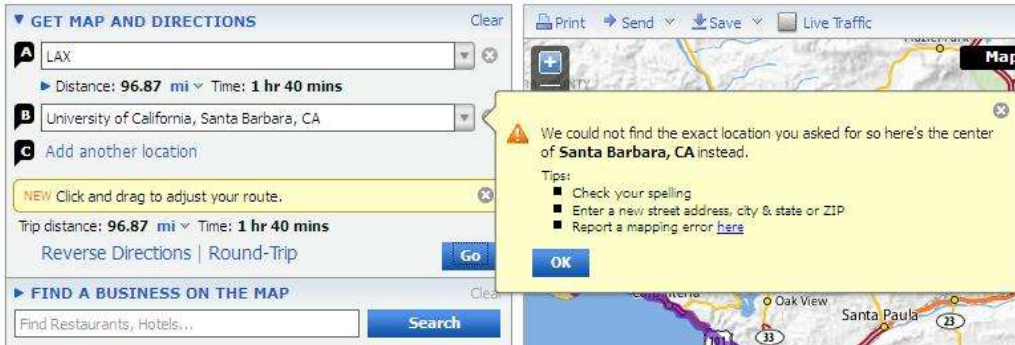 GET MAP AND DIRECTIONS Clear
A LAX
Distance: 96.87 mi Time: 1 hr 40 mins
B University of California, Santa Barbara, CA
C Add another location
NEW Click and drag to adjust your route.
Trip distance: 96.87 mi Time: 1 hr 40 mins
Reverse Directions | Round-Trip Go
FIND A BUSINESS ON THE MAP Clear
Find Restaurants, Hotels... Search
Print Send Save Live Traffic
Map
We could not find the exact location you asked for so here's the center
of Santa Barbara, CA instead.
Tips:
Check your spelling
Enter a new street address, city & state or ZIP
Report a mapping error here
OK
Oak View
Santa Paula
23
101
33